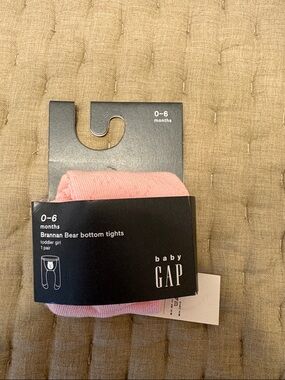 0-6
months
0-6
months
Brannan Bear bottom tights
toddler girl
1 pair
baby
GAP